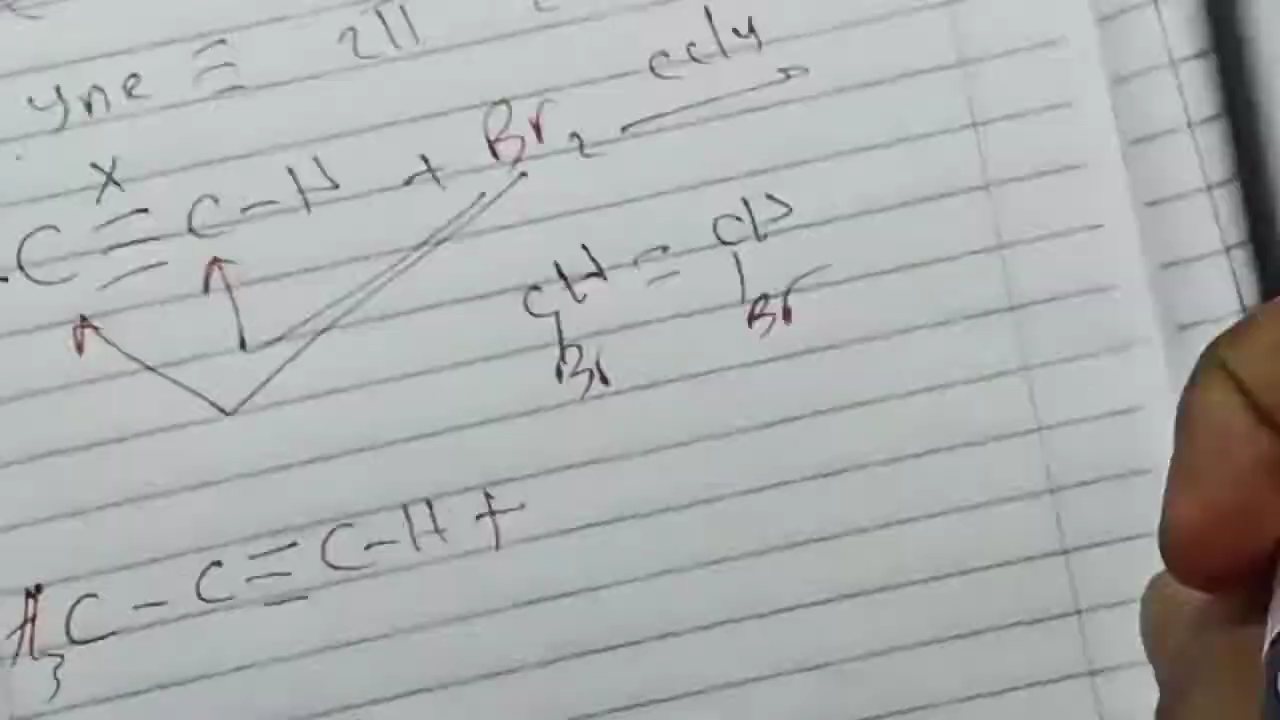 yne ≡ 2π
CCl4
C ≡ C - H + Br2 →
CH = CH
Br Br
H3C - C ≡ C - H +